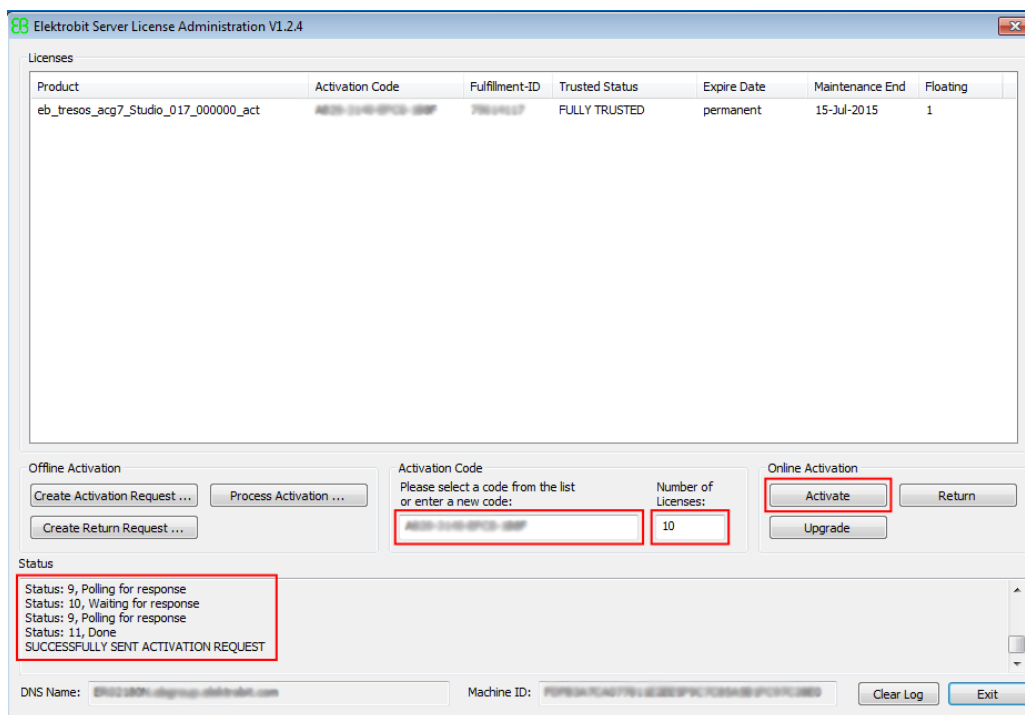 EB Elektrobit Server License Administration V1.2.4
Licenses
Product Activation Code Fulfillment-ID Trusted Status Expire Date Maintenance End Floating
eb_tresos_acg7_Studio_017_000000_act FULLY TRUSTED permanent 15-Jul-2015 1
Offline Activation
Create Activation Request ... Process Activation ...
Create Return Request ...
Activation Code
Please select a code from the list
or enter a new code:
Number of
Licenses:
10
Online Activation
Activate Return
Upgrade
Status
Status: 9, Polling for response
Status: 10, Waiting for response
Status: 9, Polling for response
Status: 11, Done
SUCCESSFULLY SENT ACTIVATION REQUEST
DNS Name: Machine ID: Clear Log Exit